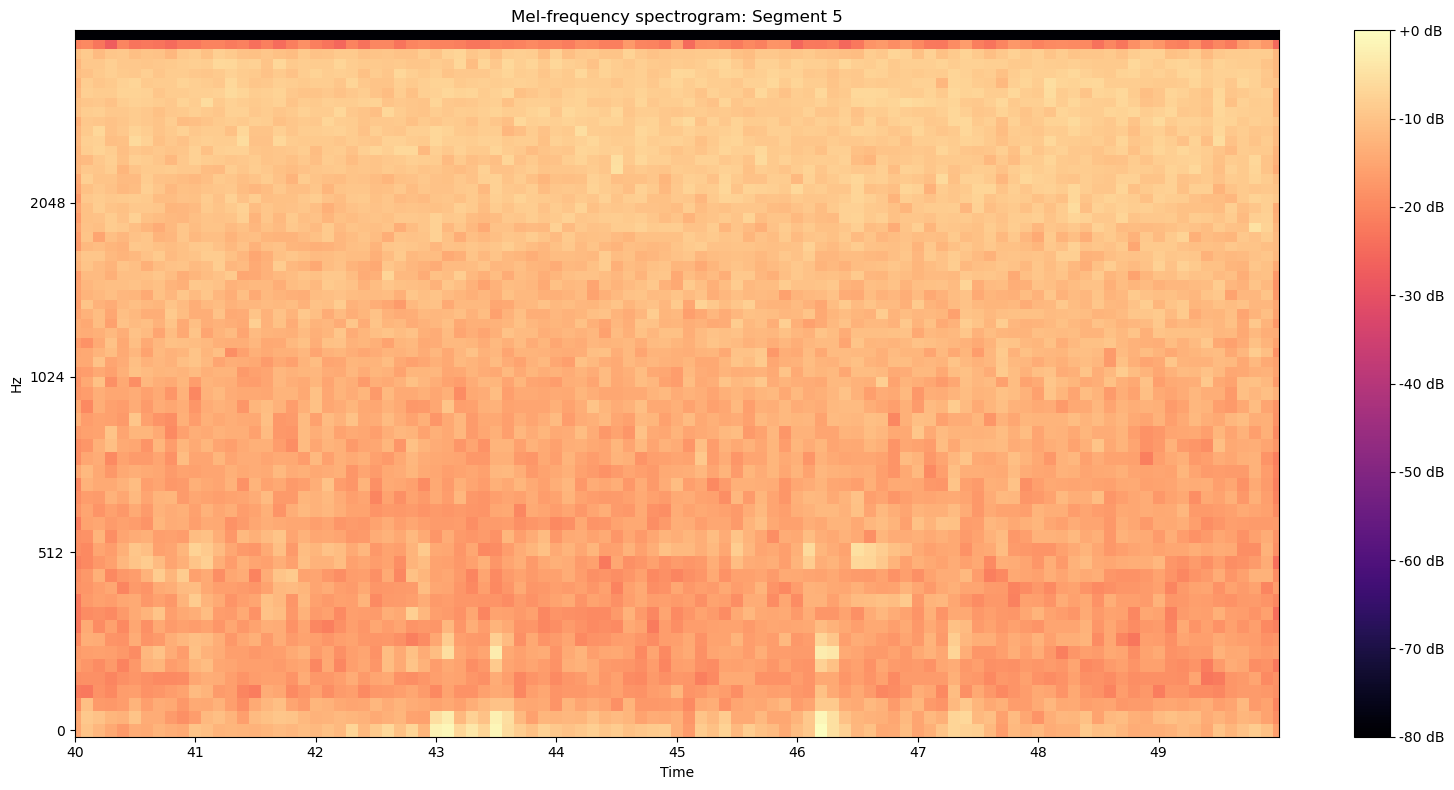 Mel-frequency spectrogram: Segment 5
Hz
2048
1024
512
0
40 41 42 43 44 45 46 47 48 49
Time
+0 dB
-10 dB
-20 dB
-30 dB
-40 dB
-50 dB
-60 dB
-70 dB
-80 dB